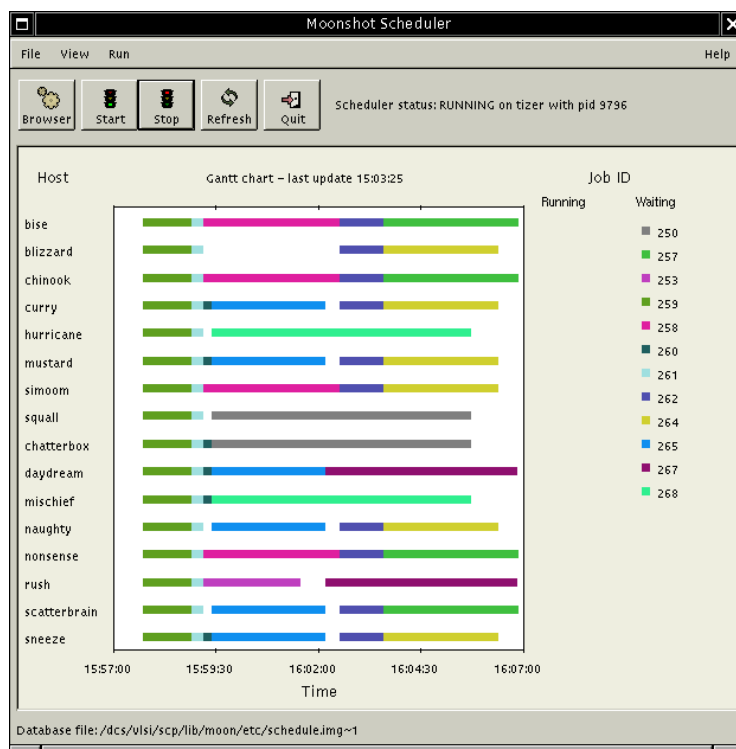 Moonshot Scheduler
File View Run Help
Browser Start Stop Refresh Quit Scheduler status: RUNNING on tizer with pid 9796
Host Gantt chart – last update 15:03:25 Job ID
Running Waiting
bise 250
blizzard 257
chinook 253
curry 259
hurricane 258
mustard 260
simoom 261
squall 262
chatterbox 264
daydream 265
mischief 267
naughty 268
nonsense
rush
scatterbrain
sneeze
15:57:00 15:59:30 16:02:00 16:04:30 16:07:00
Time
Database file: /dcs/vlsi/scp/lib/moon/etc/schedule.img~1